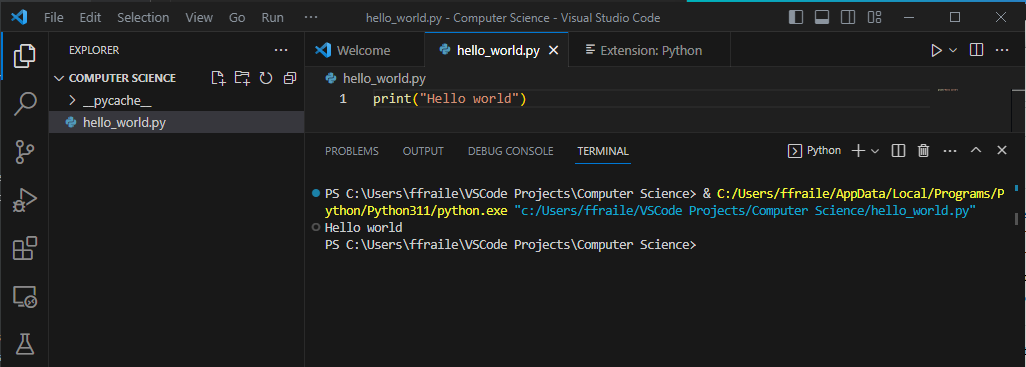 File Edit Selection View Go Run ··· hello_world.py - Computer Science - Visual Studio Code
EXPLORER ···
COMPUTER SCIENCE
__pycache__
hello_world.py
Welcome hello_world.py Extension: Python
hello_world.py
1 print("Hello world")
PROBLEMS OUTPUT DEBUG CONSOLE TERMINAL Python
PS C:\Users\ffraile\VSCode Projects\Computer Science> & C:/Users/ffraile/AppData/Local/Programs/P
ython/Python311/python.exe "c:/Users/ffraile/VSCode Projects/Computer Science/hello_world.py"
Hello world
PS C:\Users\ffraile\VSCode Projects\Computer Science>